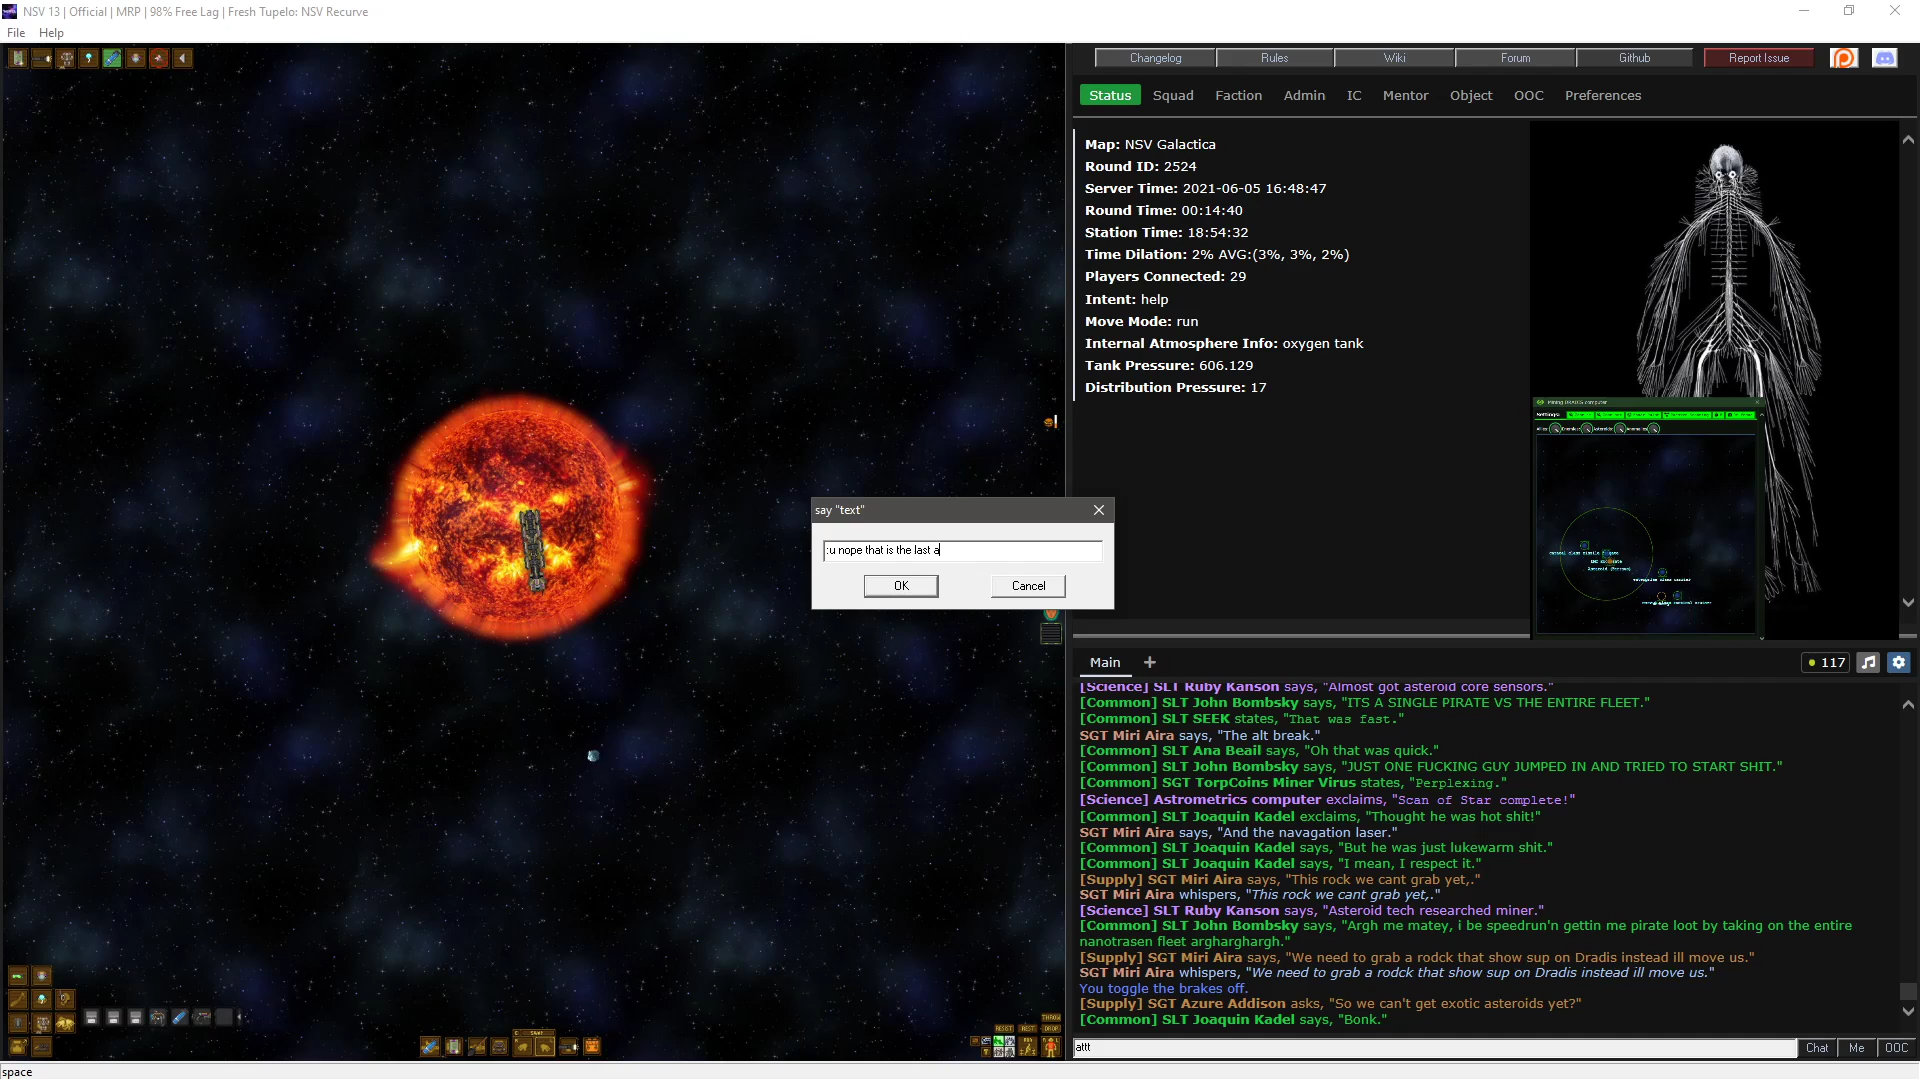 NSV 13 | Official | MRP | 98% Free Lag | Fresh Tupelo: NSV Recurve
File Help
Changelog Rules Wiki Forum Github Report Issue
Status Squad Faction Admin IC Mentor Object OOC Preferences
Map: NSV Galactica
Round ID: 2524
Server Time: 2021-06-05 16:48:47
Round Time: 00:14:40
Station Time: 18:54:32
Time Dilation: 2% AVG:(3%, 3%, 2%)
Players Connected: 29
Intent: help
Move Mode: run
Internal Atmosphere Info: oxygen tank
Tank Pressure: 606.129
Distribution Pressure: 17
Mining DRADIS computer
Settings:
say "text"
:u nope that is the last a
OK Cancel
Main + 117
[Science] SLT Ruby Kanson says, "Almost got asteroid core sensors."
[Common] SLT John Bombsky says, "ITS A SINGLE PIRATE VS THE ENTIRE FLEET."
[Common] SLT SEEK states, "That was fast."
SGT Miri Aira says, "The alt break."
[Common] SLT Ana Beail says, "Oh that was quick."
[Common] SLT John Bombsky says, "JUST ONE FUCKING GUY JUMPED IN AND TRIED TO START SHIT."
[Common] SGT TorpCoins Miner Virus states, "Perplexing."
[Science] Astrometrics computer exclaims, "Scan of Star complete!"
[Common] SLT Joaquin Kadel exclaims, "Thought he was hot shit!"
SGT Miri Aira says, "And the navagation laser."
[Common] SLT Joaquin Kadel says, "But he was just lukewarm shit."
[Common] SLT Joaquin Kadel says, "I mean, I respect it."
[Supply] SGT Miri Aira says, "This rock we cant grab yet,."
SGT Miri Aira whispers, "This rock we cant grab yet,."
[Science] SLT Ruby Kanson says, "Asteroid tech researched miner."
[Common] SLT John Bombsky says, "Argh me matey, i be speedrun'n gettin me pirate loot by taking on the entire
nanotrasen fleet arghargharg​h."
[Supply] SGT Miri Aira says, "We need to grab a rodck that show sup on Dradis instead ill move us."
SGT Miri Aira whispers, "We need to grab a rodck that show sup on Dradis instead ill move us."
You toggle the brakes off.
[Supply] SGT Azure Addison asks, "So we can't get exotic asteroids yet?"
[Common] SLT Joaquin Kadel says, "Bonk."
attt Chat Me OOC
SWAP
THROW
RESIST REST DROP
space